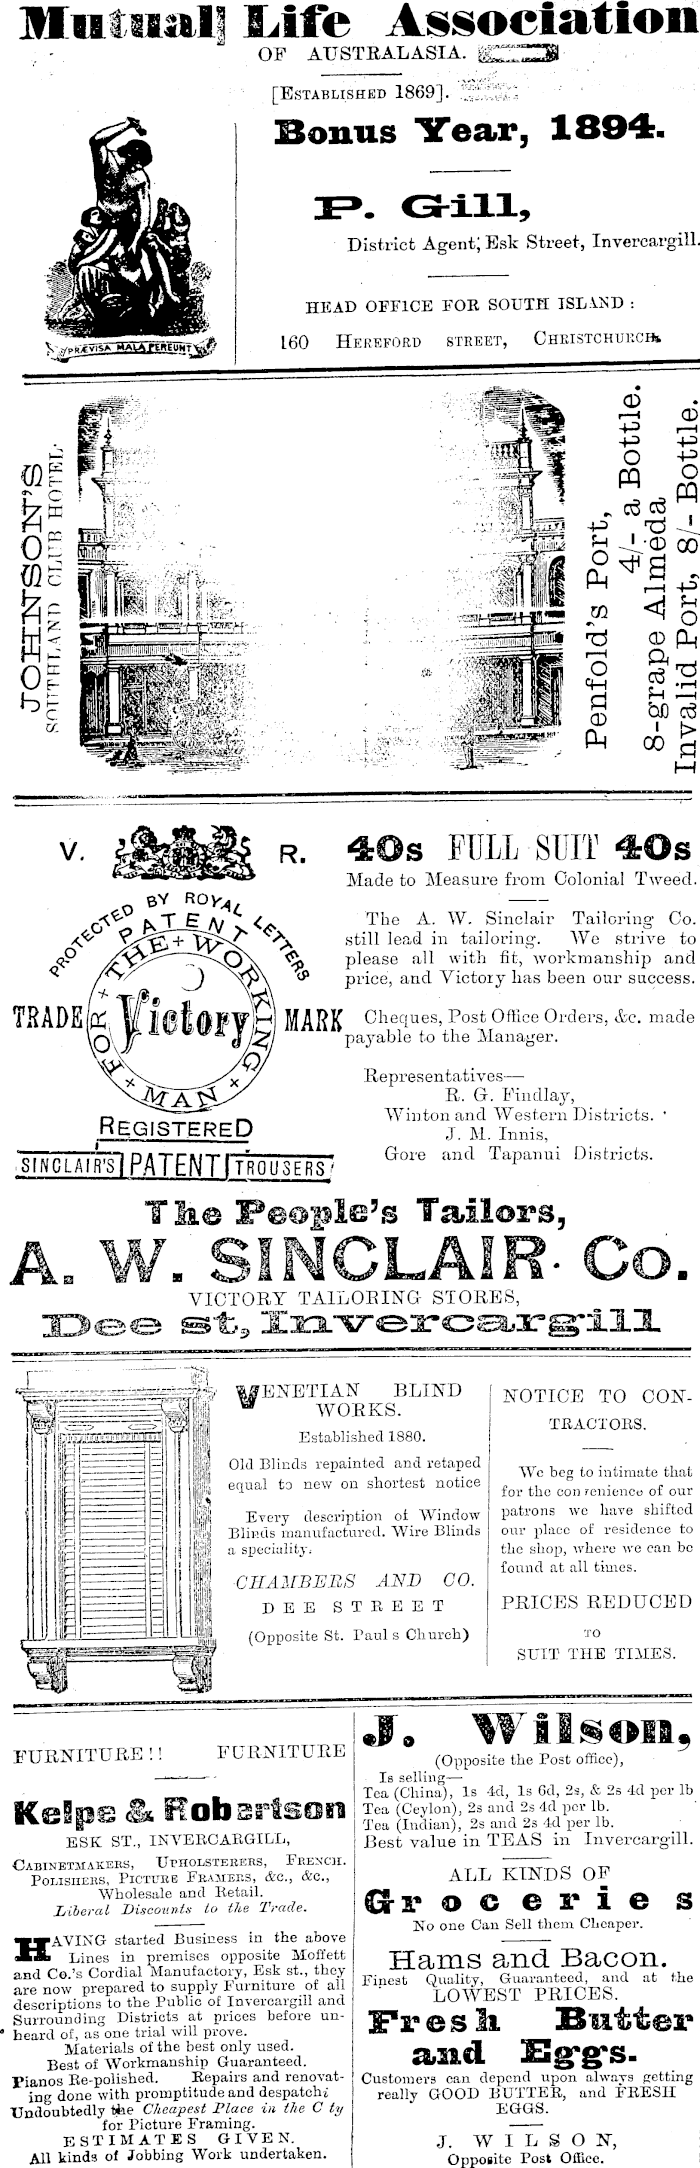 Mutual Life Association
OF AUSTRALASIA.
[ESTABLISHED 1869].
Bonus Year, 1894.
P. Gill,
District Agent, Esk Street, Invercargill.
HEAD OFFICE FOR SOUTH ISLAND :
160 HEREFORD STREET, CHRISTCHURCH.
PRÆVISA MALA PEREUNT
JOHNSON'S
SOUTHLAND CLUB HOTEL.
Penfold's Port,
4/- a Bottle.
8-grape Almeda
Invalid Port, 8/- Bottle.
V. R.
PROTECTED BY ROYAL LETTERS
PATENT
FOR + THE + WORKING + MAN +
TRADE Victory MARK
REGISTERED
SINCLAIR'S PATENT TROUSERS
40s FULL SUIT 40s
Made to Measure from Colonial Tweed.
The A. W. Sinclair Tailoring Co.
still lead in tailoring. We strive to
please all with fit, workmanship and
price, and Victory has been our success.
Cheques, Post Office Orders, &c. made
payable to the Manager.
Representatives—
R. G. Findlay,
Winton and Western Districts.
J. M. Innis,
Gore and Tapanui Districts.
The People's Tailors,
A. W. SINCLAIR. Co.
VICTORY TAILORING STORES,
Dee st, Invercargill
VENETIAN BLIND
WORKS.
Established 1880.
Old Blinds repainted and retaped
equal to new on shortest notice
Every description of Window
Blinds manufactured. Wire Blinds
a speciality.
CHAMBERS AND CO.
DEE STREET
(Opposite St. Paul s Church)
NOTICE TO CON-
TRACTORS.
We beg to intimate that
for the convenience of our
patrons we have shifted
our place of residence to
the shop, where we can be
found at all times.
PRICES REDUCED
TO
SUIT THE TIMES.
FURNITURE!! FURNITURE
Kelpe & Robertson
ESK ST., INVERCARGILL,
CABINETMAKERS, UPHOLSTERERS, FRENCH.
POLISHERS, PICTURE FRAMERS, &c., &c.,
Wholesale and Retail.
Liberal Discounts to the Trade.
HAVING started Business in the above
Lines in premises opposite Moffett
and Co.'s Cordial Manufactory, Esk st., they
are now prepared to supply Furniture of all
descriptions to the Public of Invercargill and
Surrounding Districts at prices before un-
heard of, as one trial will prove.
Materials of the best only used.
Best of Workmanship Guaranteed.
Pianos Re-polished. Repairs and renovat-
ing done with promptitude and despatch:
Undoubtedly the Cheapest Place in the C ty
for Picture Framing.
ESTIMATES GIVEN.
All kinds of Jobbing Work undertaken.
J. Wilson,
(Opposite the Post office),
Is selling—
Tea (China), 1s 4d, 1s 6d, 2s, & 2s 4d per lb
Tea (Ceylon), 2s and 2s 4d per lb.
Tea (Indian), 2s and 2s 4d per lb.
Best value in TEAS in Invercargill.
ALL KINDS OF
Groceries
No one Can Sell them Cheaper.
Hams and Bacon.
Finest Quality, Guaranteed, and at the
LOWEST PRICES.
Fresh Butter
and Eggs.
Customers can depend upon always getting
really GOOD BUTTER, and FRESH
EGGS.
J. WILSON,
Opposite Post Office.